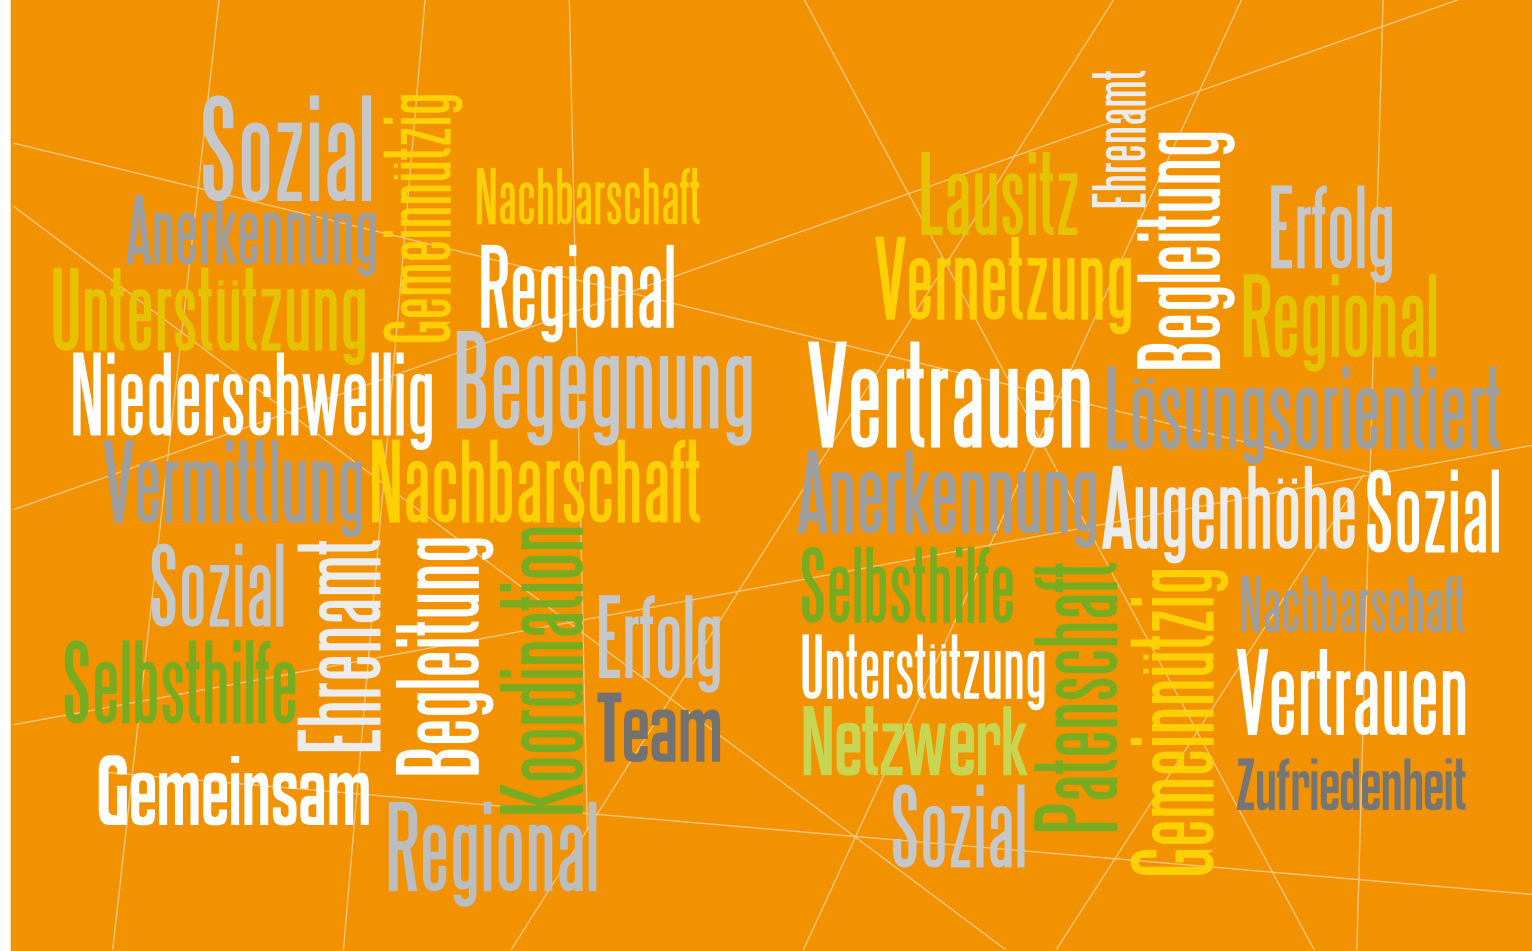 Sozial
Gemeinnützig
Nachbarschaft
Anerkennung
Regional
Unterstützung
Niederschwellig
Begegnung
Vermittlung
Nachbarschaft
Sozial
Ehrenamt
Begleitung
Koordination
Erfolg
Selbsthilfe
Team
Gemeinsam
Regional
Ehrenamt
Lausitz
Begleitung
Erfolg
Vernetzung
Regional
Vertrauen
Lösungsorientiert
Anerkennung
Augenhöhe
Sozial
Selbsthilfe
Patenschaft
Gemeinnützig
Nachbarschaft
Unterstützung
Vertrauen
Netzwerk
Zufriedenheit
Sozial